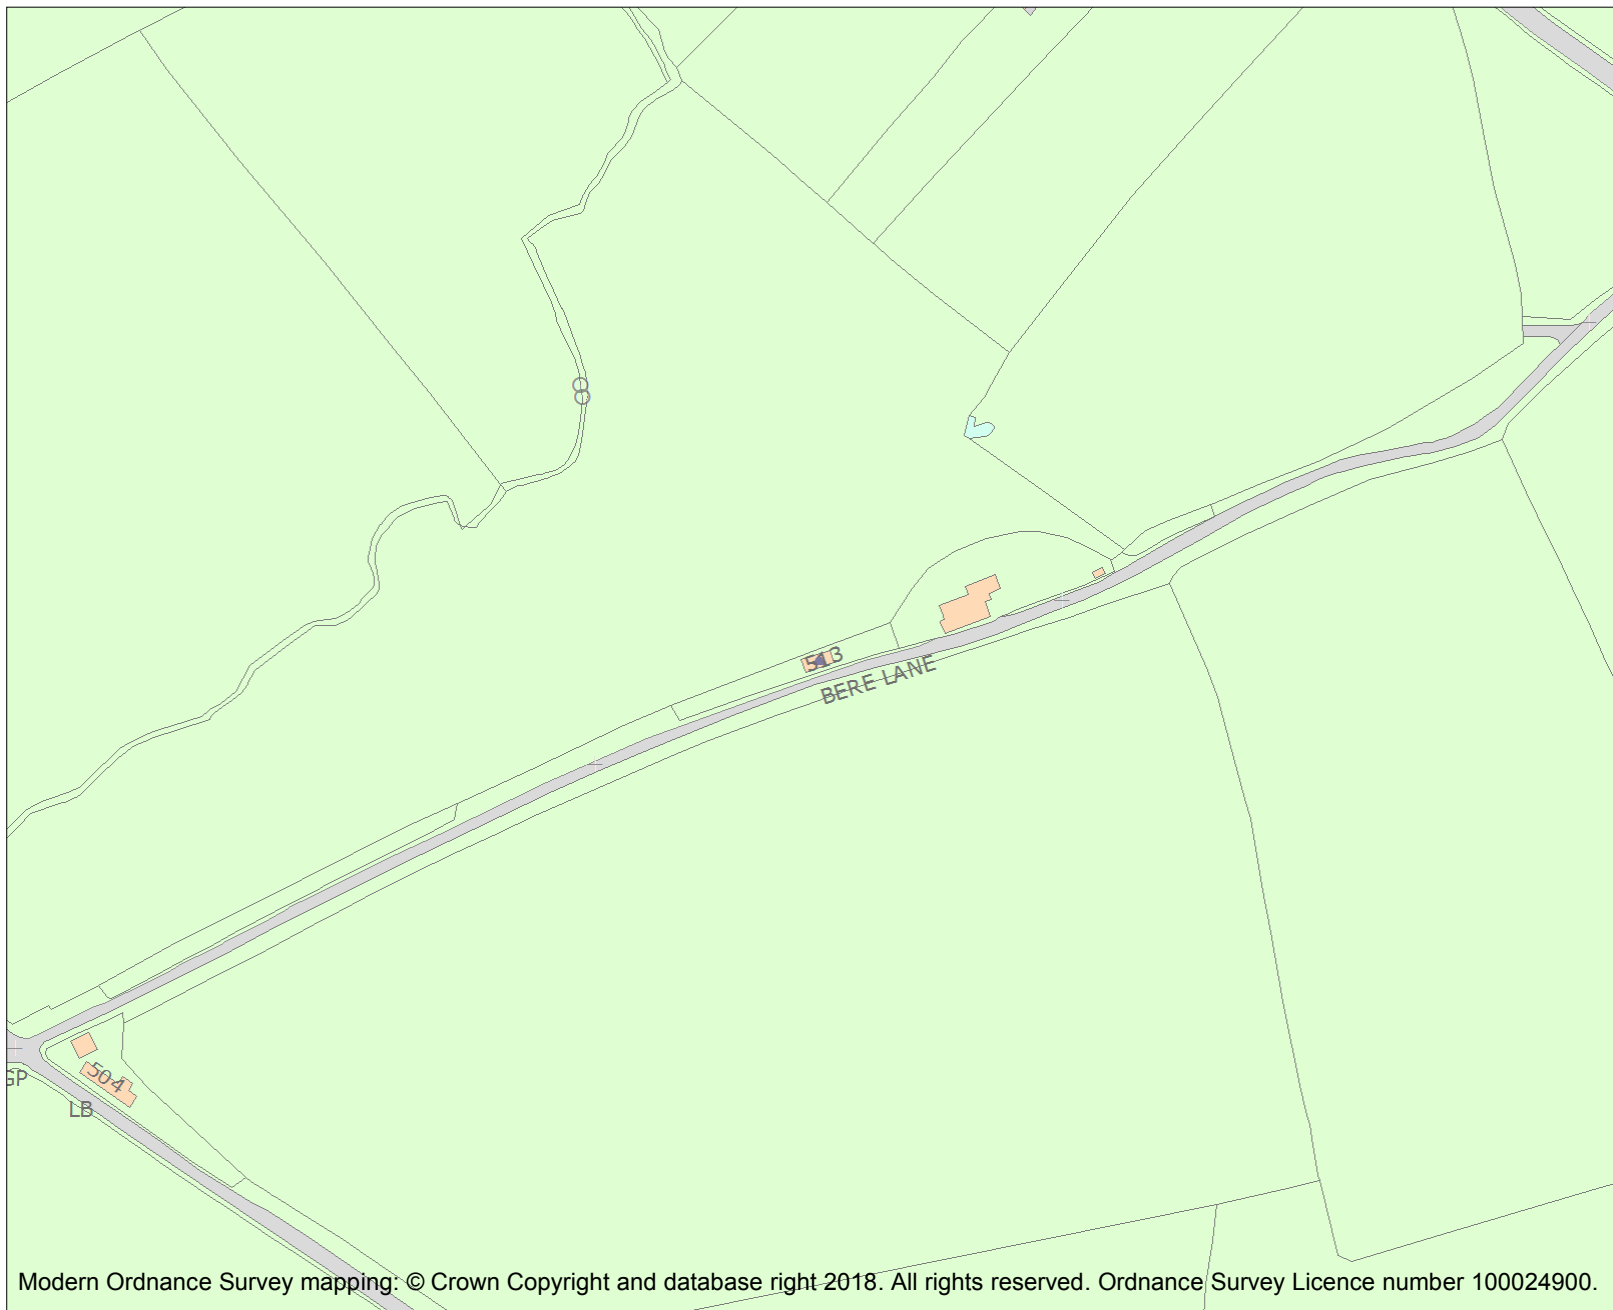 513
BERE LANE
504
GP
LB
Modern Ordnance Survey mapping: © Crown Copyright and database right 2018. All rights reserved. Ordnance Survey Licence number 100024900.